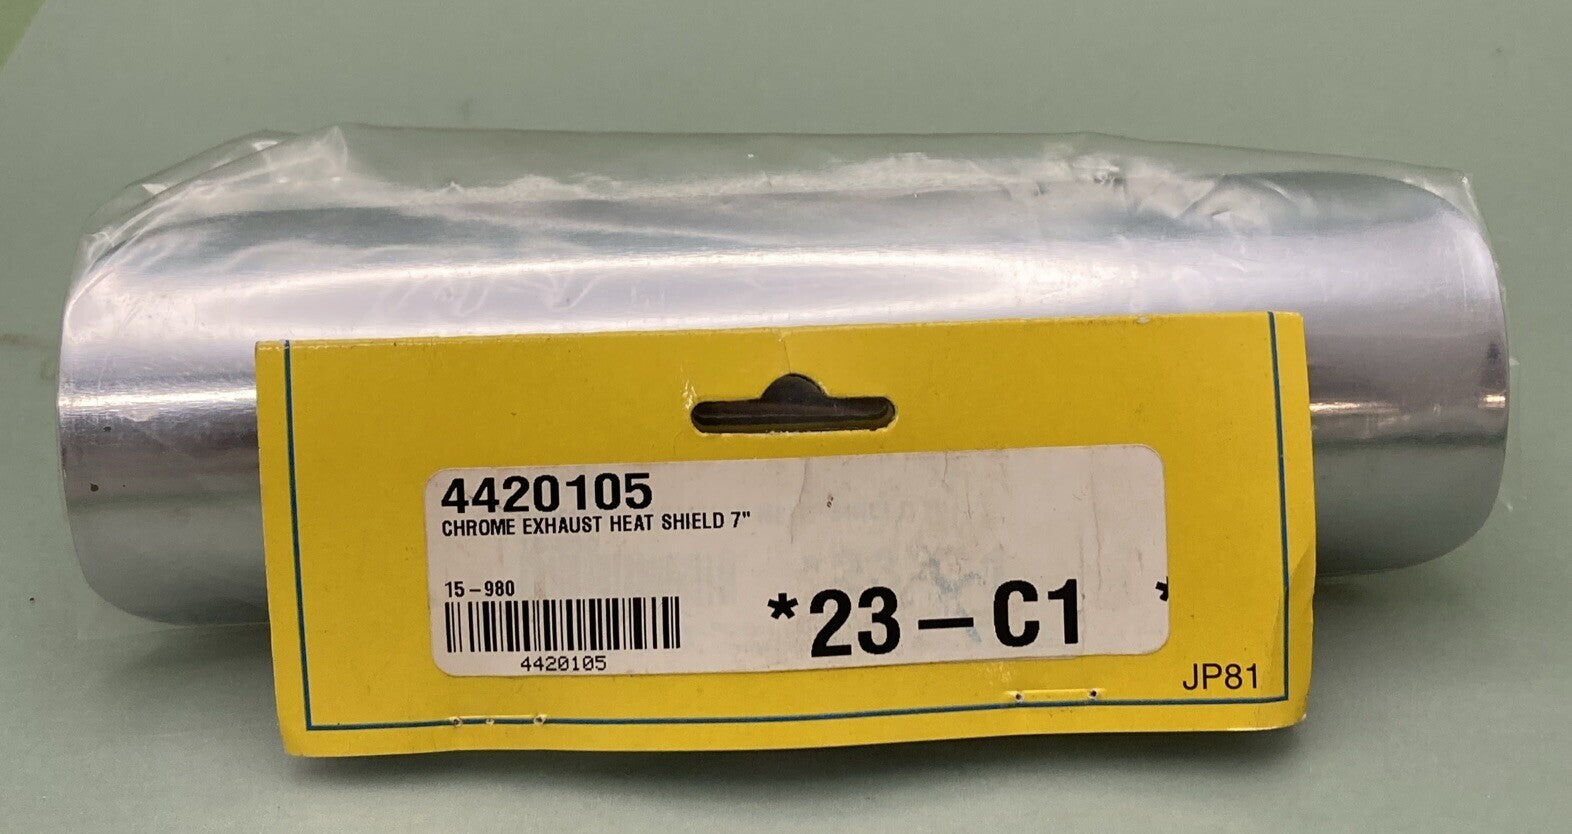 4420105
CHROME EXHAUST HEAT SHIELD 7"
15-980
*23-C1 *
4420105
JP81